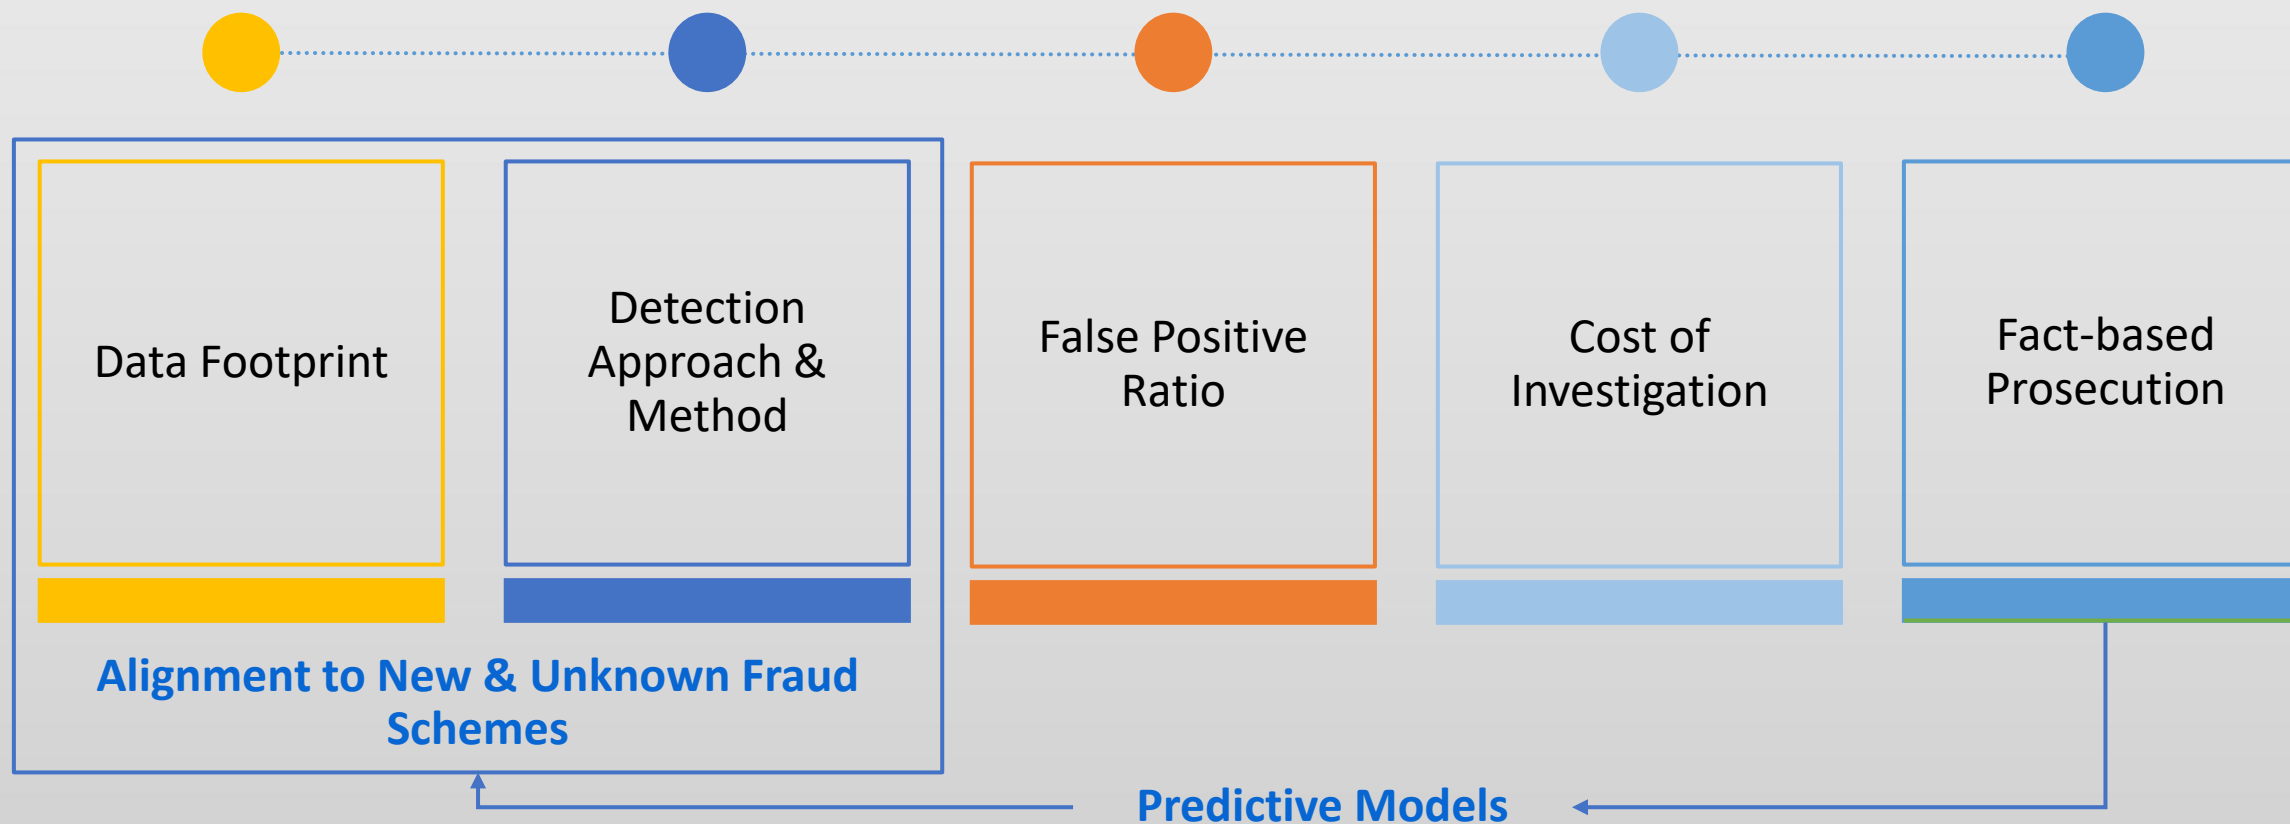 Data Footprint
Detection
Approach &
Method
False Positive
Ratio
Cost of
Investigation
Fact-based
Prosecution
Alignment to New & Unknown Fraud
Schemes
Predictive Models